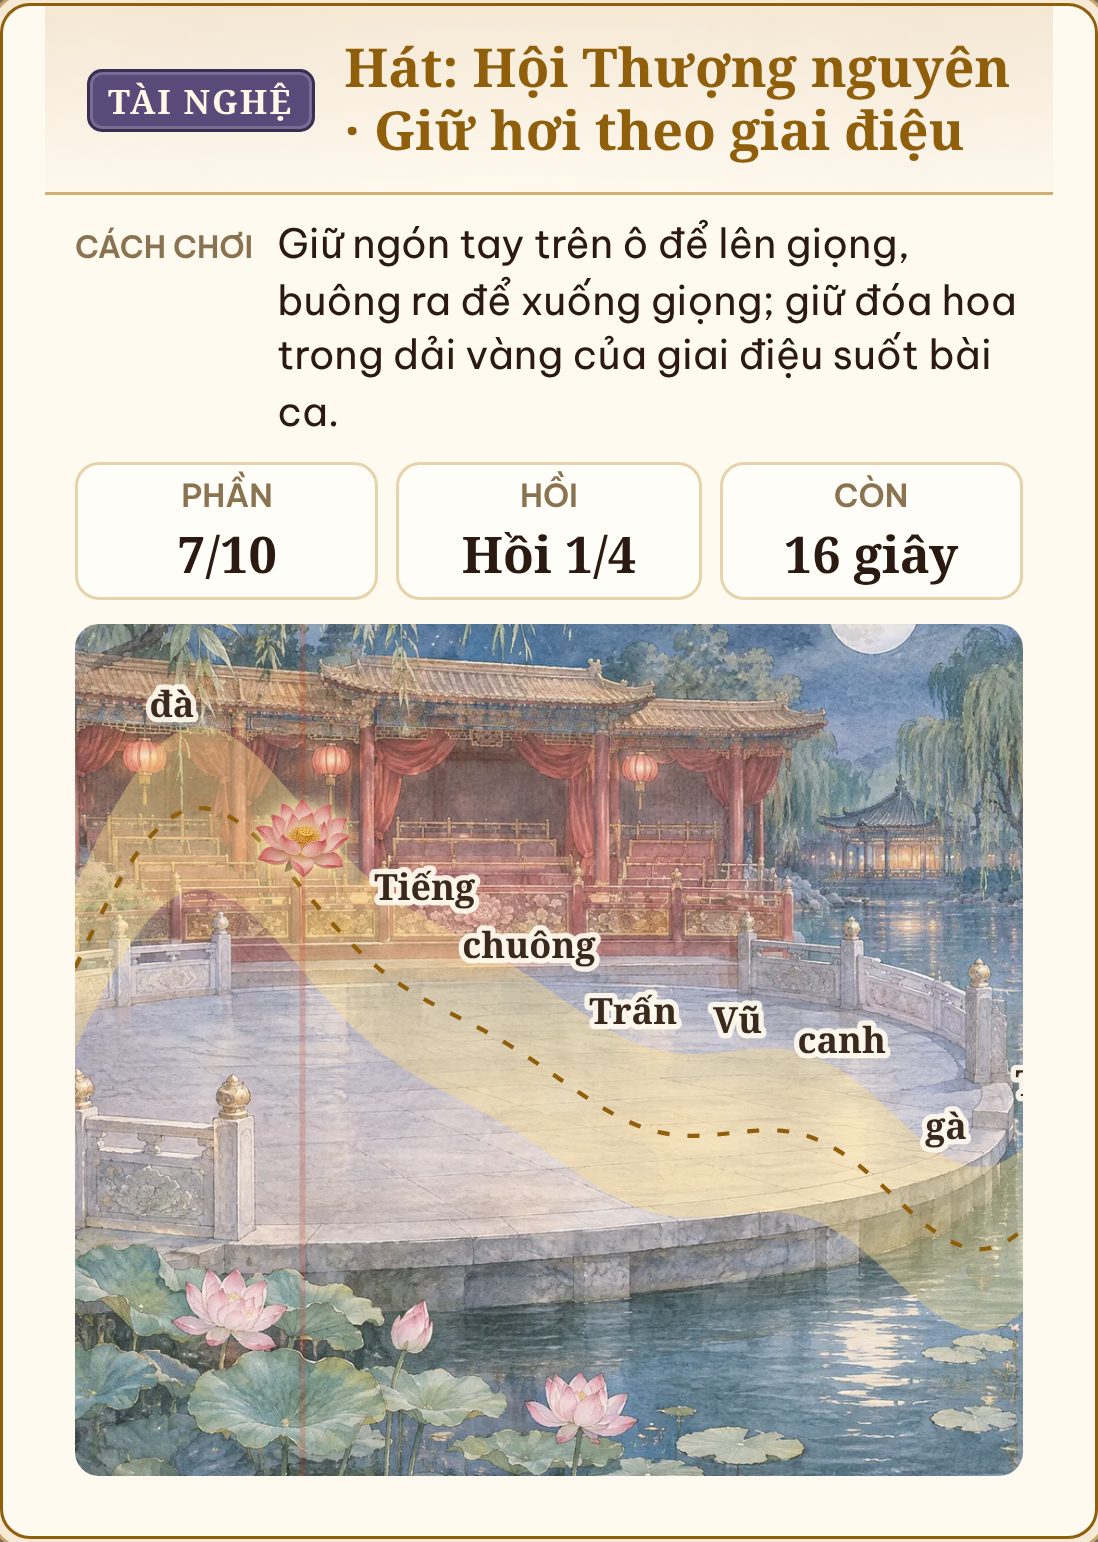 TÀI NGHỆ
Hát: Hội Thượng nguyên
· Giữ hơi theo giai điệu
CÁCH CHƠI
Giữ ngón tay trên ô để lên giọng,
buông ra để xuống giọng; giữ đóa hoa
trong dải vàng của giai điệu suốt bài
ca.
PHẦN
7/10
HỒI
Hồi 1/4
CÒN
16 giây
đà
Tiếng
chuông
Trấn
Vũ
canh
gà